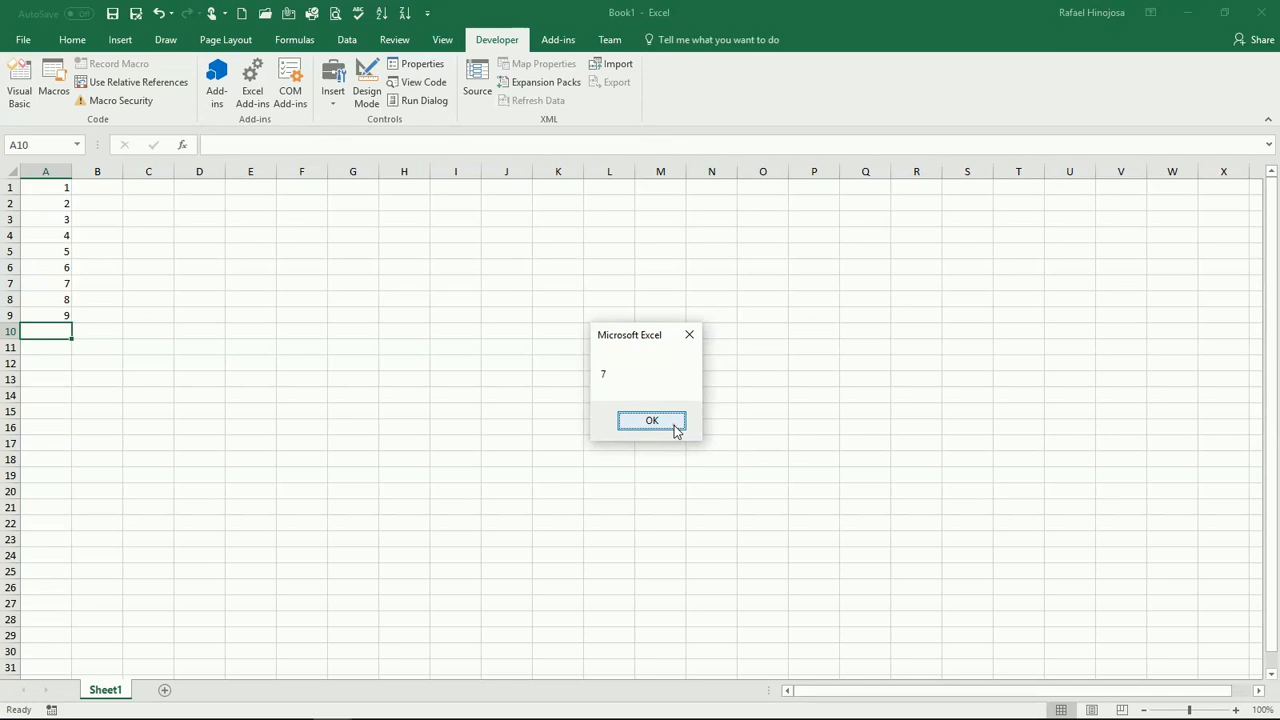 AutoSave Off Book1 - Excel Rafael Hinojosa
File Home Insert Draw Page Layout Formulas Data Review View Developer Add-ins Team Tell me what you want to do Share
Visual Basic
Macros
Record Macro
Use Relative References
Macro Security
Code
Add-ins
Excel Add-ins
COM Add-ins
Add-ins
Insert
Design Mode
Properties
View Code
Run Dialog
Controls
Source
Map Properties
Expansion Packs
Refresh Data
Import
Export
XML
A10 fx
A B C D E F G H I J K L M N O P Q R S T U V W X
1 1
2 2
3 3
4 4
5 5
6 6
7 7
8 8
9 9
10
11
12
13
14
15
16
17
18
19
20
21
22
23
24
25
26
27
28
29
30
31
Microsoft Excel
7
OK
Sheet1
Ready 100%